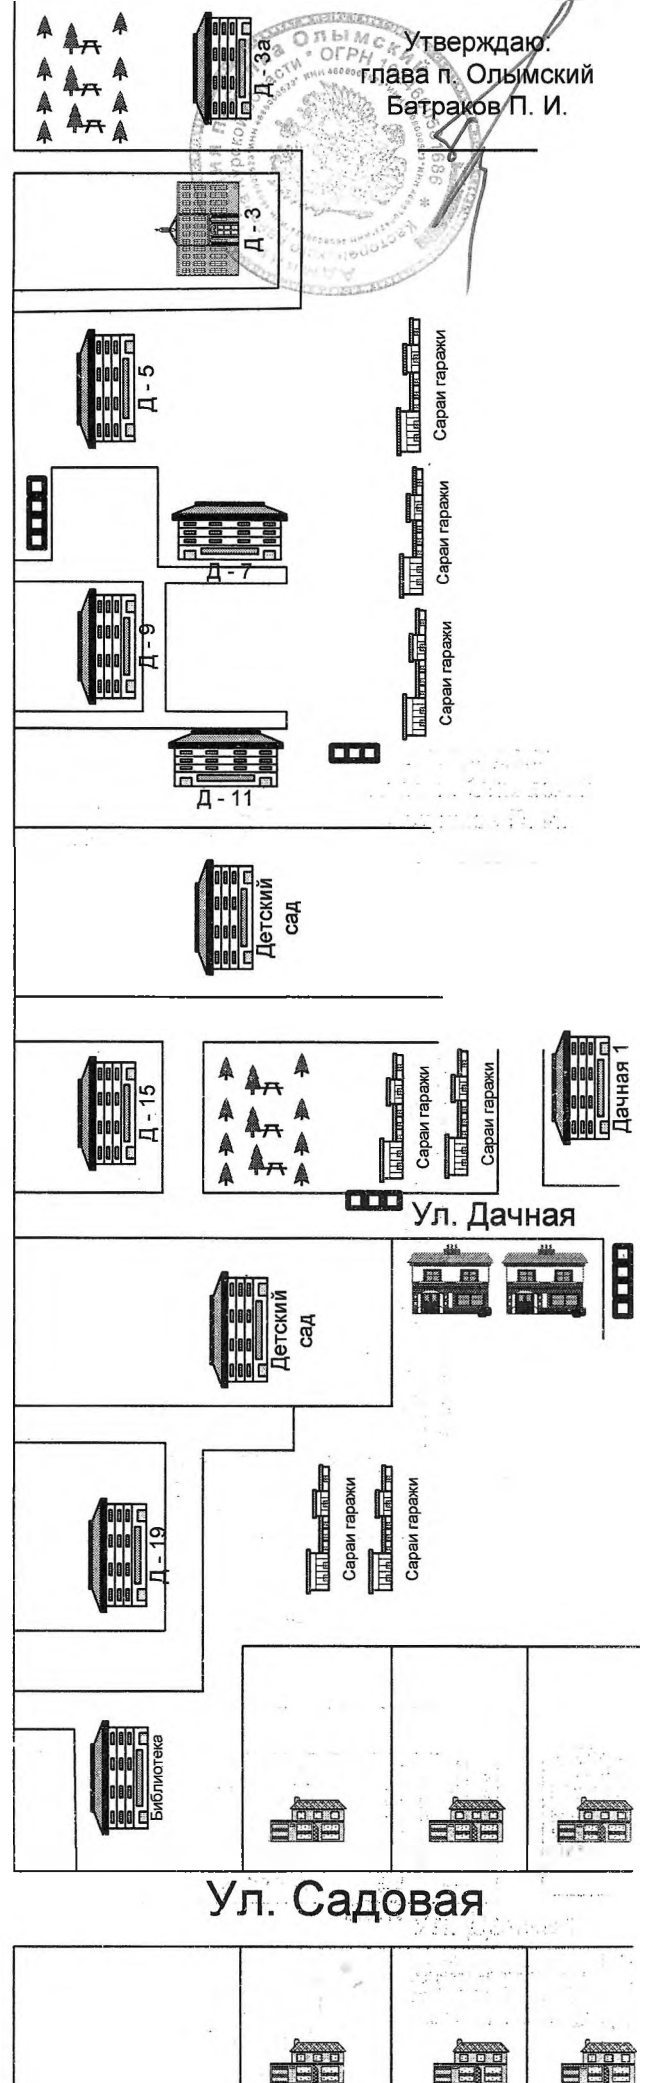 Утверждаю:
глава п. Олымский
Батраков П. И.
Д - 3а
Д - 3
Д - 5
Сараи гаражи
Д - 7
Сараи гаражи
Д - 9
Сараи гаражи
Д - 11
Детский
сад
Д - 15
Сараи гаражи
Сараи гаражи
Дачная 1
Ул. Дачная
Детский
сад
Д - 19
Сараи гаражи
Сараи гаражи
Библиотека
Ул. Садовая